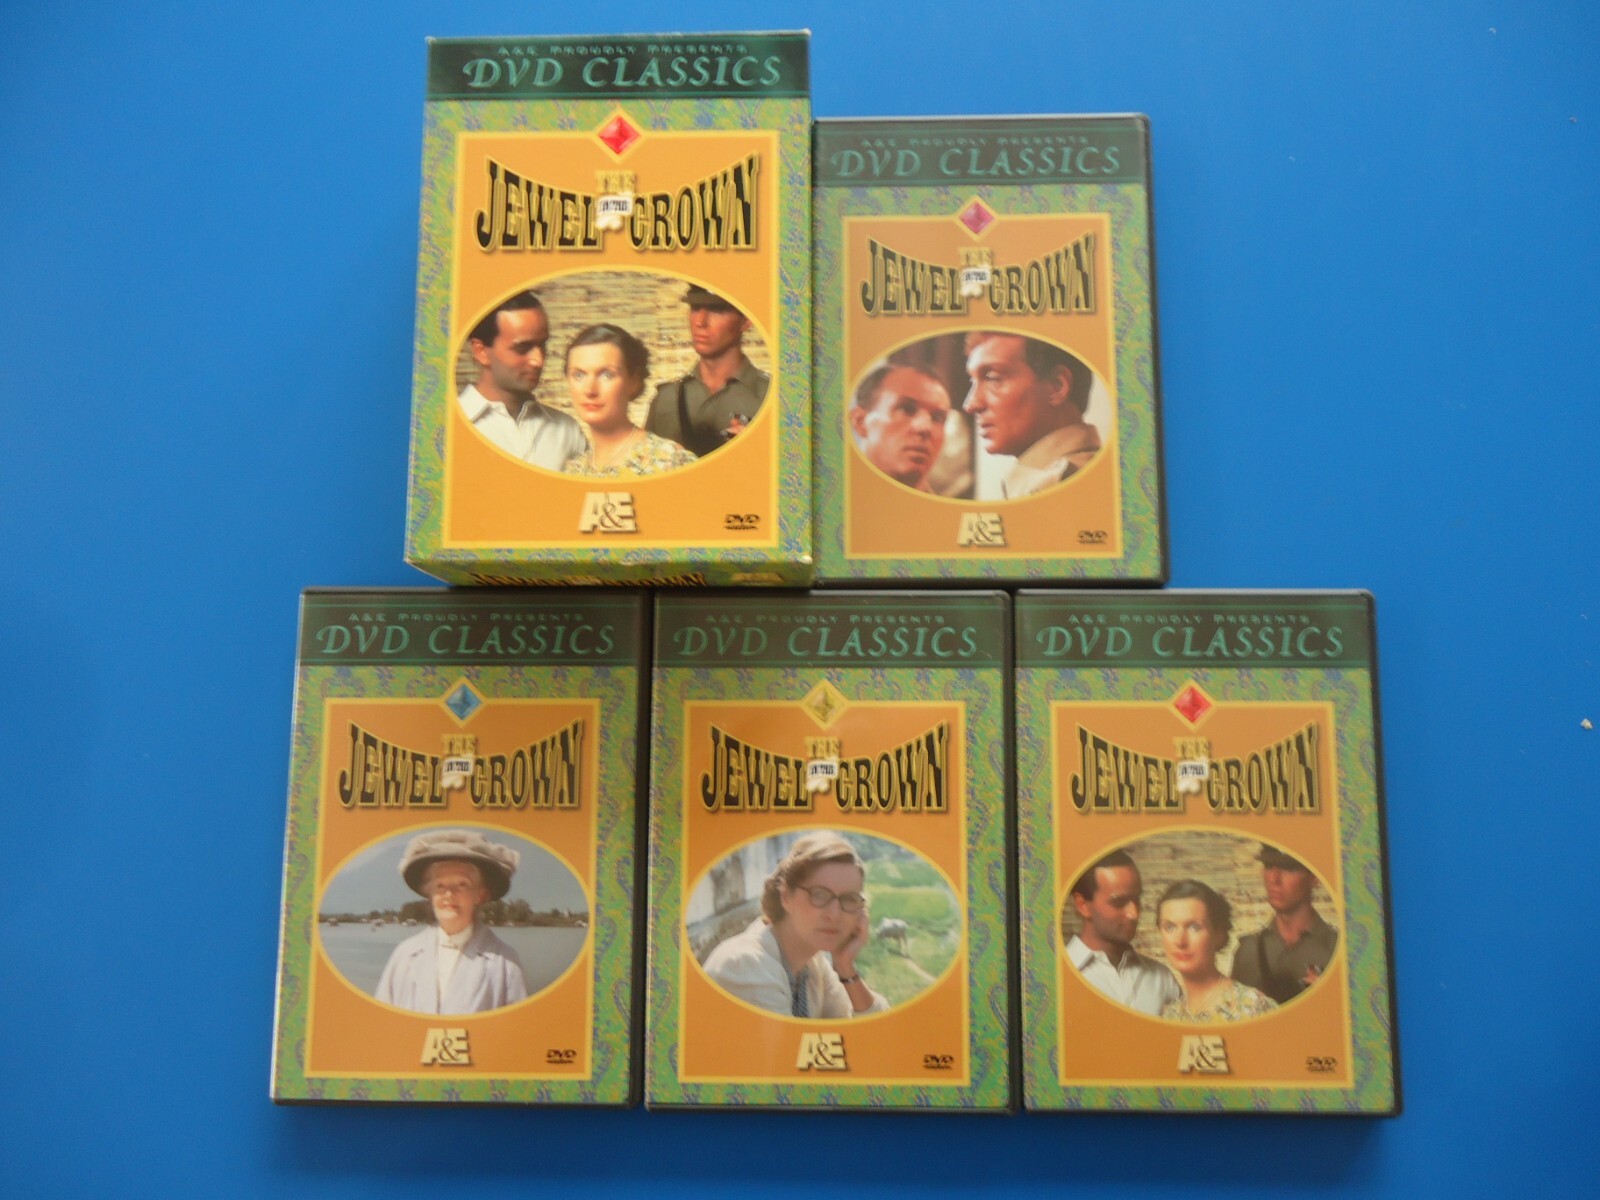 A&E PROUDLY PRESENTS
DVD CLASSICS
THE
JEWEL IN THE CROWN
A&E
DVD
A&E PROUDLY PRESENTS
DVD CLASSICS
THE
JEWEL IN THE CROWN
A&E
DVD
A&E PROUDLY PRESENTS
DVD CLASSICS
THE
JEWEL IN THE CROWN
A&E
DVD
A&E PROUDLY PRESENTS
DVD CLASSICS
THE
JEWEL IN THE CROWN
A&E
DVD
A&E PROUDLY PRESENTS
DVD CLASSICS
THE
JEWEL IN THE CROWN
A&E
DVD